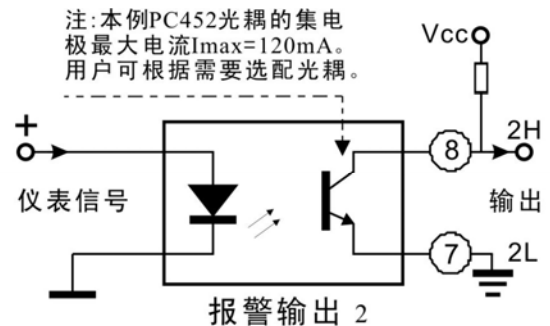 注:本例PC452光耦的集电
极最大电流Imax=120mA。
用户可根据需要选配光耦。
Vcc
+
8
2H
仪表信号
输出
7
2L
报警输出 2